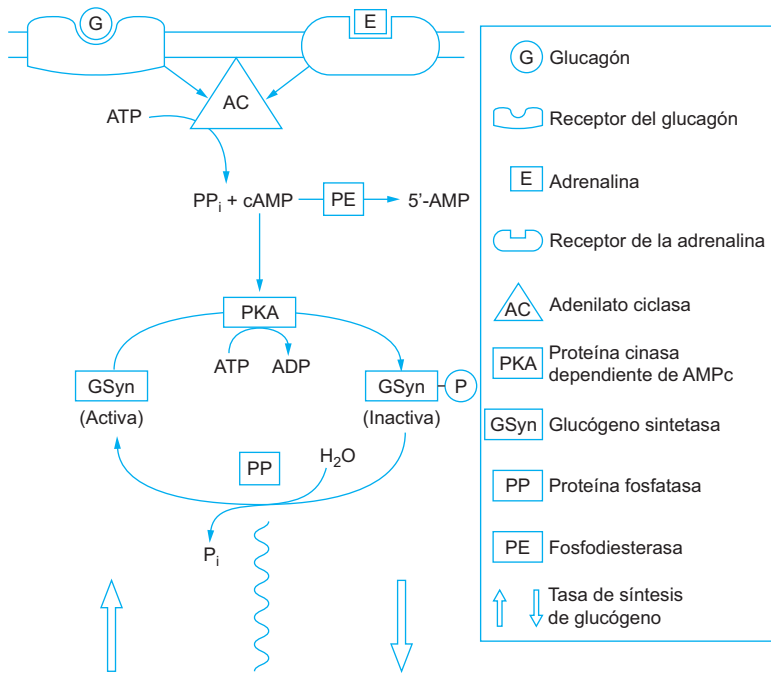 G
E
AC
ATP
PPi + cAMP
PE
5’-AMP
PKA
ATP
ADP
GSyn
(Activa)
GSyn
P
(Inactiva)
PP
H2O
Pi
G
Glucagón
Receptor del glucagón
E
Adrenalina
Receptor de la adrenalina
AC
Adenilato ciclasa
PKA
Proteína cinasa
dependiente de AMPc
GSyn
Glucógeno sintetasa
PP
Proteína fosfatasa
PE
Fosfodiesterasa
Tasa de síntesis
de glucógeno